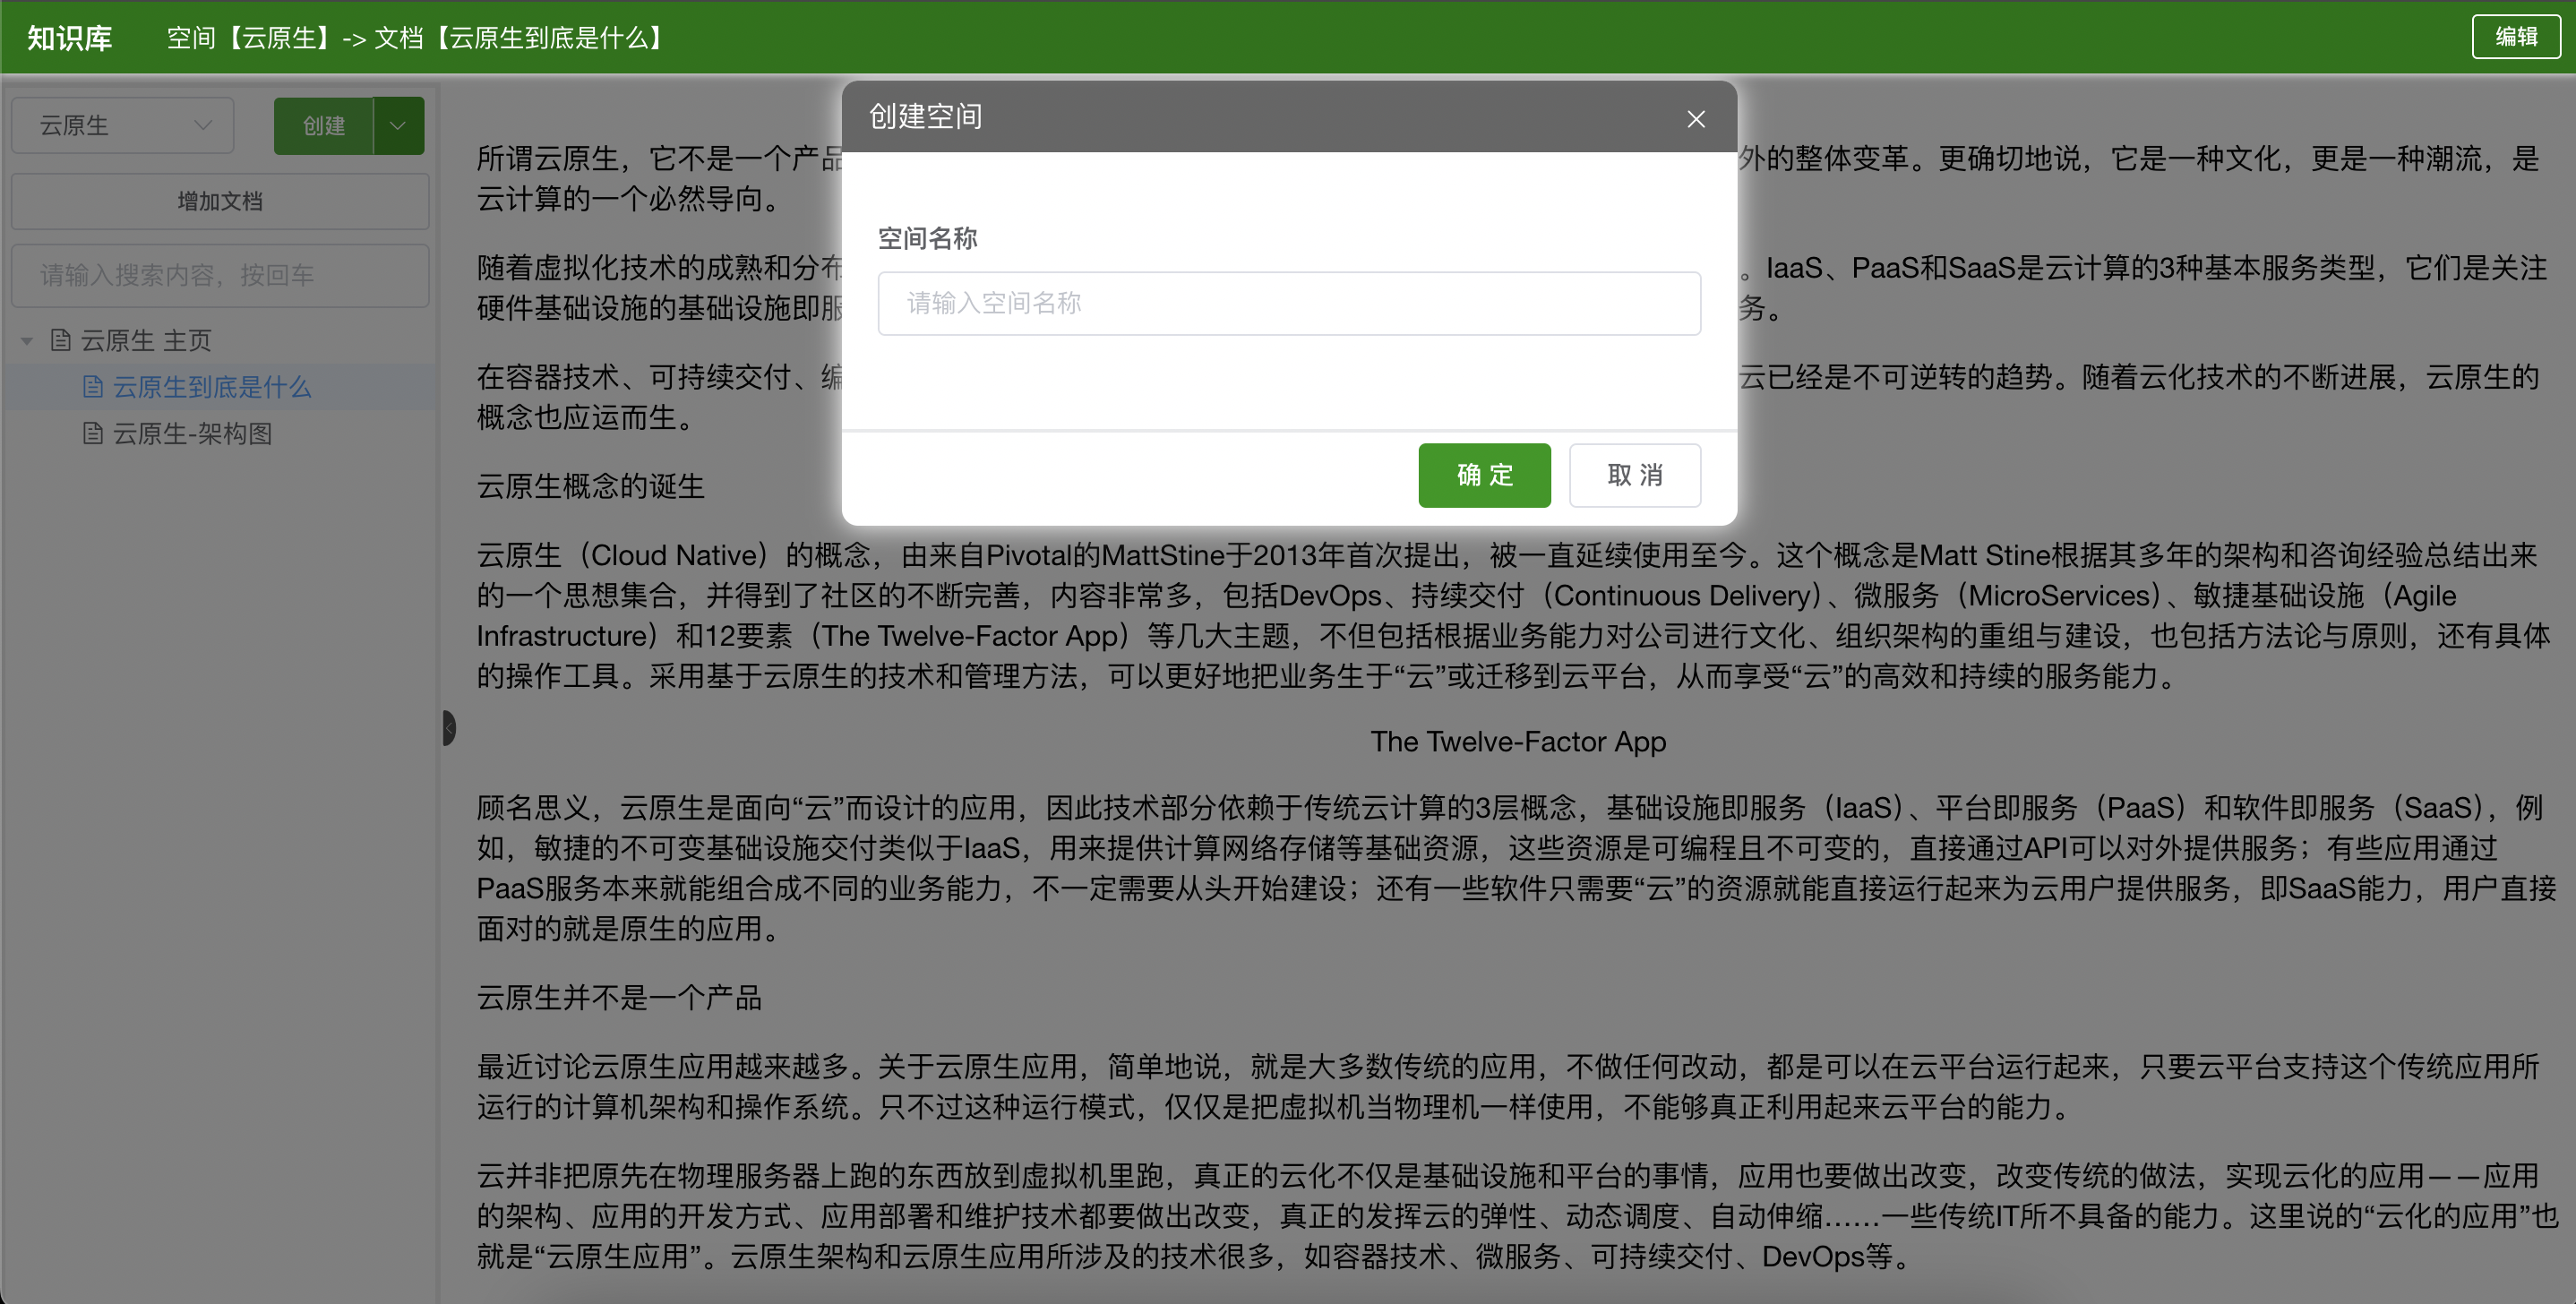 知识库
空间【云原生】-> 文档【云原生到底是什么】
编辑
云原生
创建
增加文档
请输入搜索内容，按回车
云原生 主页
云原生到底是什么
云原生-架构图
创建空间
空间名称
请输入空间名称
确 定
取 消
所谓云原生，它不是一个产品
外的整体变革。更确切地说，它是一种文化，更是一种潮流，是
云计算的一个必然导向。
随着虚拟化技术的成熟和分布
。IaaS、PaaS和SaaS是云计算的3种基本服务类型，它们是关注
硬件基础设施的基础设施即服
务。
在容器技术、可持续交付、编
云已经是不可逆转的趋势。随着云化技术的不断进展，云原生的
概念也应运而生。
云原生概念的诞生
云原生（Cloud Native）的概念，由来自Pivotal的MattStine于2013年首次提出，被一直延续使用至今。这个概念是Matt Stine根据其多年的架构和咨询经验总结出来
的一个思想集合，并得到了社区的不断完善，内容非常多，包括DevOps、持续交付（Continuous Delivery）、微服务（MicroServices）、敏捷基础设施（Agile
Infrastructure）和12要素（The Twelve-Factor App）等几大主题，不但包括根据业务能力对公司进行文化、组织架构的重组与建设，也包括方法论与原则，还有具体
的操作工具。采用基于云原生的技术和管理方法，可以更好地把业务生于“云”或迁移到云平台，从而享受“云”的高效和持续的服务能力。
The Twelve-Factor App
顾名思义，云原生是面向“云”而设计的应用，因此技术部分依赖于传统云计算的3层概念，基础设施即服务（IaaS）、平台即服务（PaaS）和软件即服务（SaaS），例
如，敏捷的不可变基础设施交付类似于IaaS，用来提供计算网络存储等基础资源，这些资源是可编程且不可变的，直接通过API可以对外提供服务；有些应用通过
PaaS服务本来就能组合成不同的业务能力，不一定需要从头开始建设；还有一些软件只需要“云”的资源就能直接运行起来为云用户提供服务，即SaaS能力，用户直接
面对的就是原生的应用。
云原生并不是一个产品
最近讨论云原生应用越来越多。关于云原生应用，简单地说，就是大多数传统的应用，不做任何改动，都是可以在云平台运行起来，只要云平台支持这个传统应用所
运行的计算机架构和操作系统。只不过这种运行模式，仅仅是把虚拟机当物理机一样使用，不能够真正利用起来云平台的能力。
云并非把原先在物理服务器上跑的东西放到虚拟机里跑，真正的云化不仅是基础设施和平台的事情，应用也要做出改变，改变传统的做法，实现云化的应用——应用
的架构、应用的开发方式、应用部署和维护技术都要做出改变，真正的发挥云的弹性、动态调度、自动伸缩……一些传统IT所不具备的能力。这里说的“云化的应用”也
就是“云原生应用”。云原生架构和云原生应用所涉及的技术很多，如容器技术、微服务、可持续交付、DevOps等。